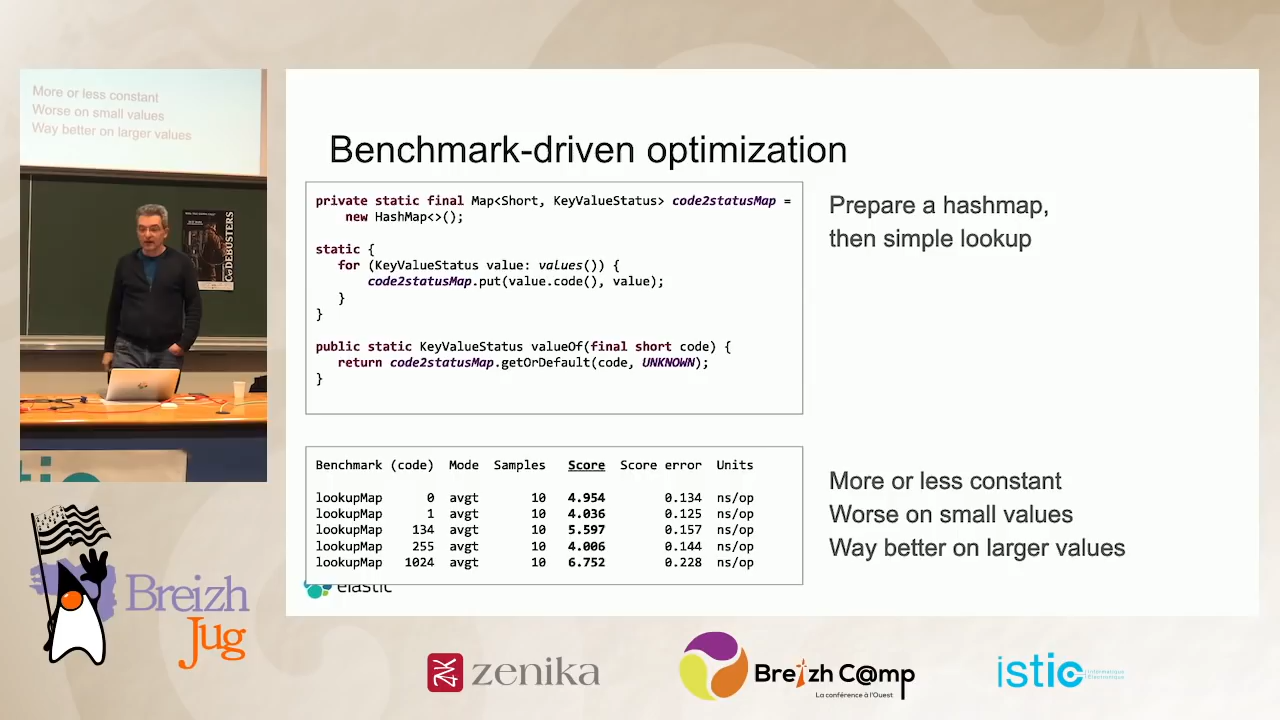 More or less constant
Worse on small values
Way better on larger values
CODEBUSTERS
Benchmark-driven optimization
private static final Map<Short, KeyValueStatus> code2statusMap =
new HashMap<>();
static {
for (KeyValueStatus value: values()) {
code2statusMap.put(value.code(), value);
}
}
public static KeyValueStatus valueOf(final short code) {
return code2statusMap.getOrDefault(code, UNKNOWN);
}
Prepare a hashmap,
then simple lookup
Benchmark (code) Mode Samples Score Score error Units
lookupMap 0 avgt 10 4.954 0.134 ns/op
lookupMap 1 avgt 10 4.036 0.125 ns/op
lookupMap 134 avgt 10 5.597 0.157 ns/op
lookupMap 255 avgt 10 4.006 0.144 ns/op
lookupMap 1024 avgt 10 6.752 0.228 ns/op
More or less constant
Worse on small values
Way better on larger values
elastic
Breizh
Jug
zenika
Breizh C@mp
La conférence à l'Ouest
istic
Informatique
Électronique